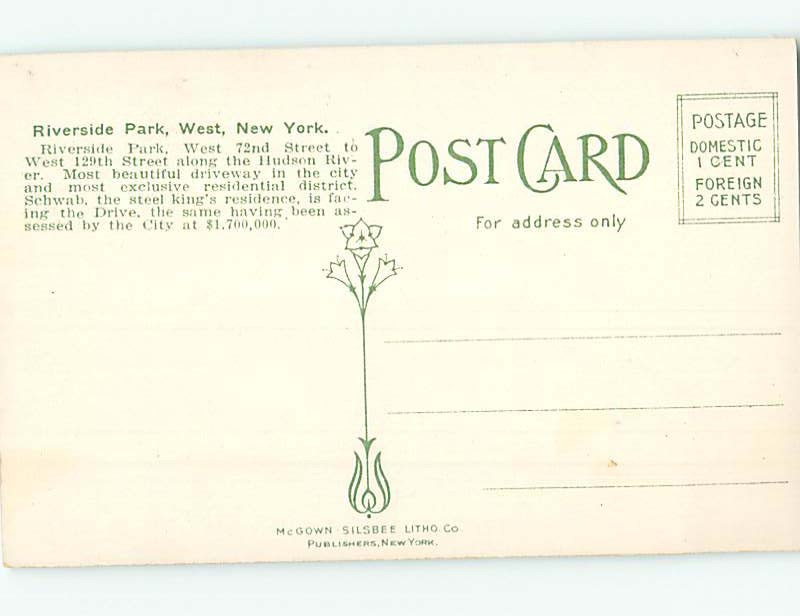 Riverside Park, West, New York.
Riverside Park, West 72nd Street to
West 129th Street along the Hudson Riv-
er. Most beautiful driveway in the city
and most exclusive residential district.
Schwab, the steel king's residence, is fac-
ing the Drive, the same having been as-
sessed by the City at $1,700,000.
POST CARD
For address only
POSTAGE
DOMESTIC
1 CENT
FOREIGN
2 CENTS
McGOWN SILSBEE LITHO. CO.
PUBLISHERS, NEW YORK.